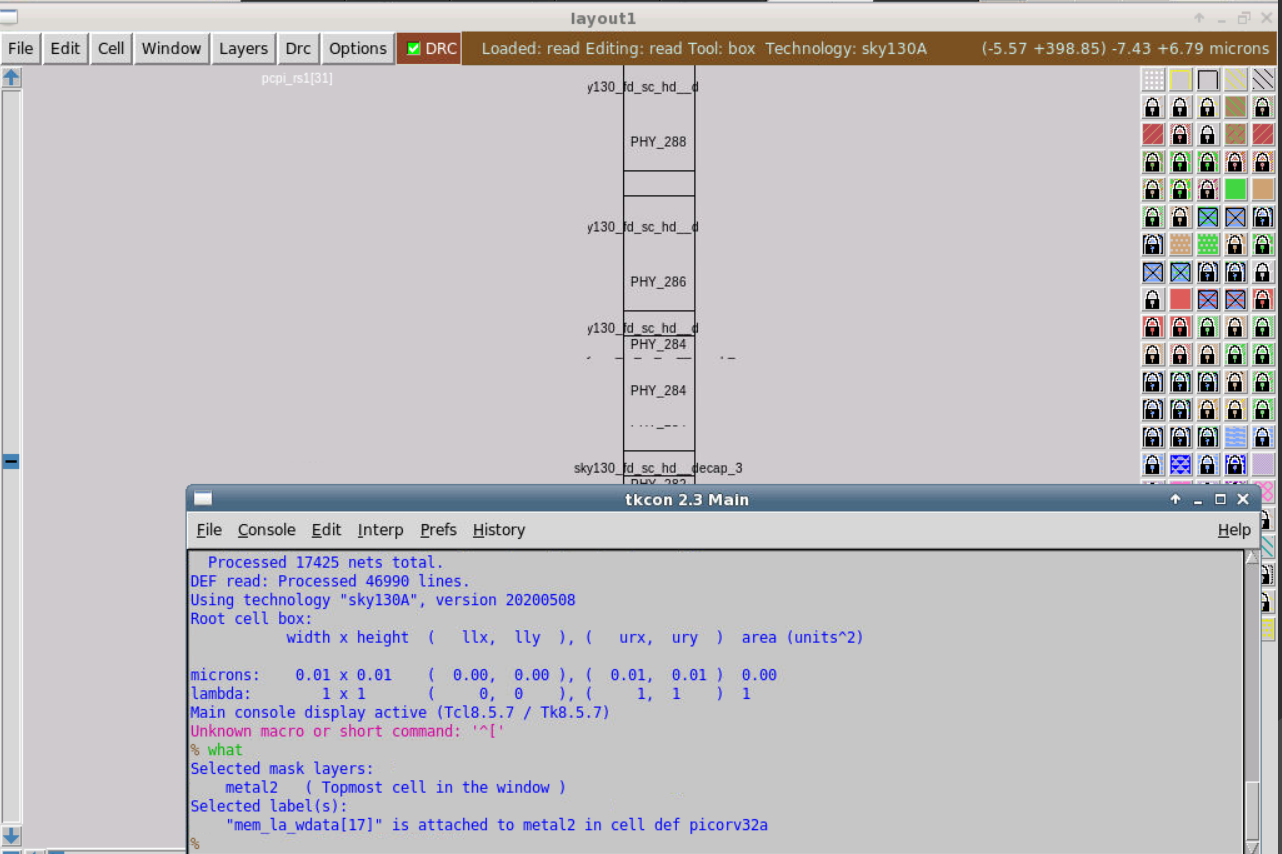 layout1
File Edit Cell Window Layers Drc Options DRC Loaded: read Editing: read Tool: box Technology: sky130A (-5.57 +398.85) -7.43 +6.79 microns
pcpi_rs1[31]
y130_fd_sc_hd__d
PHY_288
y130_fd_sc_hd__d
PHY_286
y130_fd_sc_hd__d
PHY_284
PHY_284
sky130_fd_sc_hd__decap_3
PHY_282
tkcon 2.3 Main
File Console Edit Interp Prefs History Help
Processed 17425 nets total.
DEF read: Processed 46990 lines.
Using technology "sky130A", version 20200508
Root cell box:
width x height ( llx, lly ), ( urx, ury ) area (units^2)
microns: 0.01 x 0.01 ( 0.00, 0.00 ), ( 0.01, 0.01 ) 0.00
lambda: 1 x 1 ( 0, 0 ), ( 1, 1 ) 1
Main console display active (Tcl8.5.7 / Tk8.5.7)
Unknown macro or short command: '^['
% what
Selected mask layers:
metal2 ( Topmost cell in the window )
Selected label(s):
"mem_la_wdata[17]" is attached to metal2 in cell def picorv32a
%